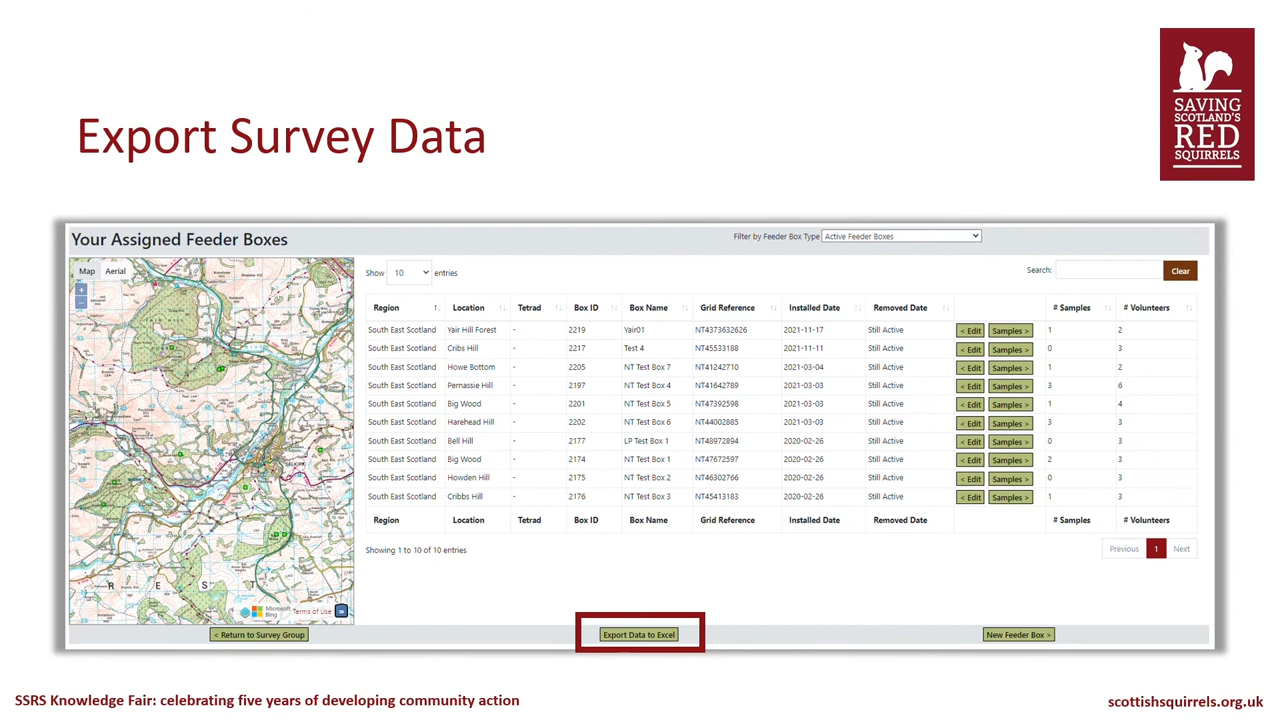 SAVING
SCOTLAND'S
RED
SQUIRRELS
Export Survey Data
Your Assigned Feeder Boxes
Filter by Feeder Box Type Active Feeder Boxes
Map Aerial
Show 10 entries
Search: Clear
Region Location Tetrad Box ID Box Name Grid Reference Installed Date Removed Date # Samples # Volunteers
South East Scotland Yair Hill Forest - 2219 Yair01 NT4373632626 2021-11-17 Still Active < Edit Samples > 1 2
South East Scotland Cribs Hill - 2217 Test 4 NT45533188 2021-11-11 Still Active < Edit Samples > 0 3
South East Scotland Howe Bottom - 2205 NT Test Box 7 NT41242710 2021-03-04 Still Active < Edit Samples > 1 2
South East Scotland Pernassie Hill - 2197 NT Test Box 4 NT41642789 2021-03-03 Still Active < Edit Samples > 3 6
South East Scotland Big Wood - 2201 NT Test Box 5 NT47392598 2021-03-03 Still Active < Edit Samples > 1 4
South East Scotland Harehead Hill - 2202 NT Test Box 6 NT44002885 2021-03-03 Still Active < Edit Samples > 3 3
South East Scotland Bell Hill - 2177 LP Test Box 1 NT48972894 2020-02-26 Still Active < Edit Samples > 0 3
South East Scotland Big Wood - 2174 NT Test Box 1 NT47672597 2020-02-26 Still Active < Edit Samples > 2 3
South East Scotland Howden Hill - 2175 NT Test Box 2 NT46302766 2020-02-26 Still Active < Edit Samples > 0 3
South East Scotland Cribbs Hill - 2176 NT Test Box 3 NT45413183 2020-02-26 Still Active < Edit Samples > 1 3
Region Location Tetrad Box ID Box Name Grid Reference Installed Date Removed Date # Samples # Volunteers
Showing 1 to 10 of 10 entries
Previous 1 Next
SELKIRK
R E S T
Microsoft Bing Terms of Use
< Return to Survey Group
Export Data to Excel
New Feeder Box >
SSRS Knowledge Fair: celebrating five years of developing community action
scottishsquirrels.org.uk